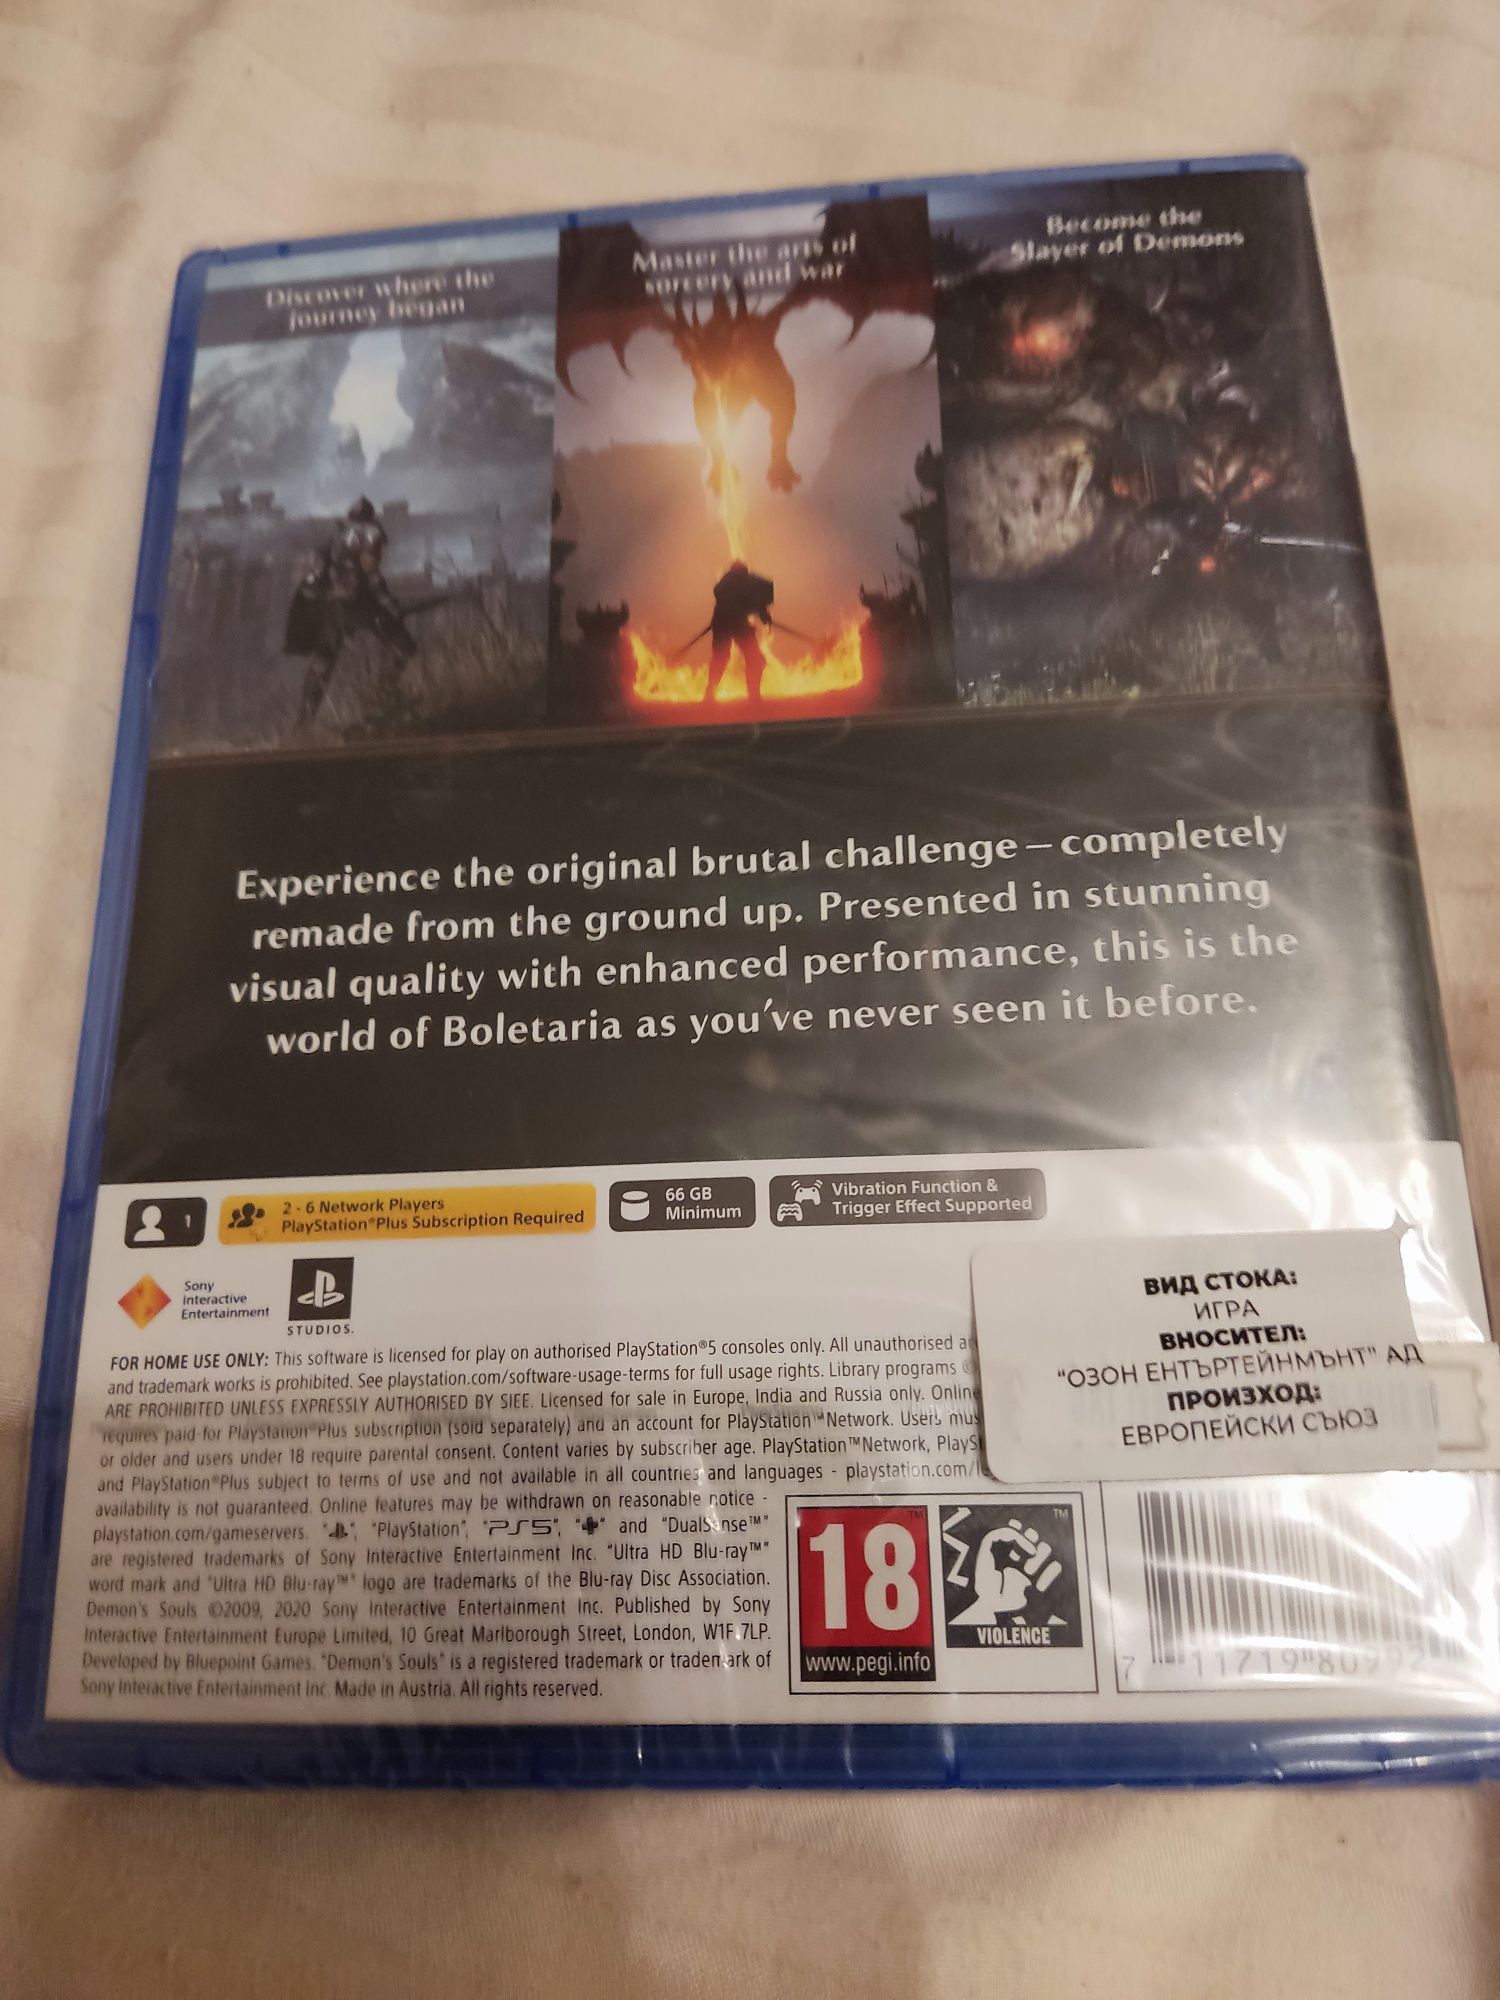 Discover where the
journey began
Master the arts of
sorcery and war
Become the
Slayer of Demons
Experience the original brutal challenge – completely
remade from the ground up. Presented in stunning
visual quality with enhanced performance, this is the
world of Boletaria as you've never seen it before.
1
2 - 6 Network Players
PlayStation®Plus Subscription Required
66 GB
Minimum
Vibration Function &
Trigger Effect Supported
Sony
Interactive
Entertainment
STUDIOS.
FOR HOME USE ONLY: This software is licensed for play on authorised PlayStation®5 consoles only. All unauthorised
and trademark works is prohibited. See playstation.com/software-usage-terms for full usage rights. Library programs ©
ARE PROHIBITED UNLESS EXPRESSLY AUTHORISED BY SIEE. Licensed for sale in Europe, India and Russia only. Online
requires paid-for PlayStation®Plus subscription (sold separately) and an account for PlayStation™Network. Users
or older and users under 18 require parental consent. Content varies by subscriber age. PlayStation™Network,
and PlayStation®Plus subject to terms of use and not available in all countries and languages - playstation.com/
availability is not guaranteed. Online features may be withdrawn on reasonable notice -
playstation.com/gameservers. "", "PlayStation", "PS5", "" and "DualSense™"
are registered trademarks of Sony Interactive Entertainment Inc. "Ultra HD Blu-ray™"
word mark and "Ultra HD Blu-ray™" logo are trademarks of the Blu-ray Disc Association.
Demon's Souls ©2009, 2020 Sony Interactive Entertainment Inc. Published by Sony
Interactive Entertainment Europe Limited, 10 Great Marlborough Street, London, W1F 7LP.
Developed by Bluepoint Games. "Demon's Souls" is a registered trademark or trademark of
Sony Interactive Entertainment Inc. Made in Austria. All rights reserved.
ВИД СТОКА:
ИГРА
ВНОСИТЕЛ:
"ОЗОН ЕНТЪРТЕЙНМЪНТ" АД
ПРОИЗХОД:
ЕВРОПЕЙСКИ СЪЮЗ
18
www.pegi.info
VIOLENCE
7 11719 80992